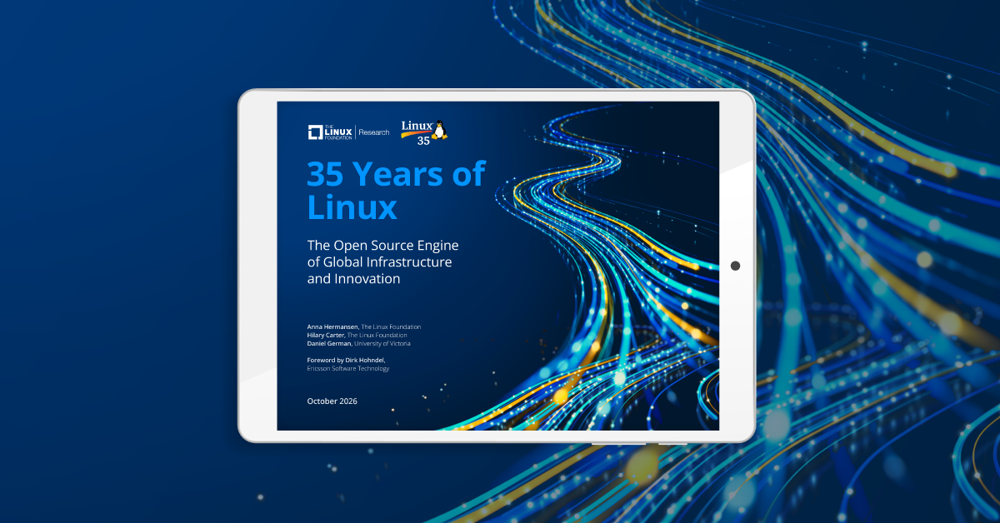 THE
LINUX
FOUNDATION
Research
Linux
35
35 Years of
Linux
The Open Source Engine
of Global Infrastructure
and Innovation
Anna Hermansen, The Linux Foundation
Hilary Carter, The Linux Foundation
Daniel German, University of Victoria
Foreword by Dirk Hohndel,
Ericsson Software Technology
October 2026